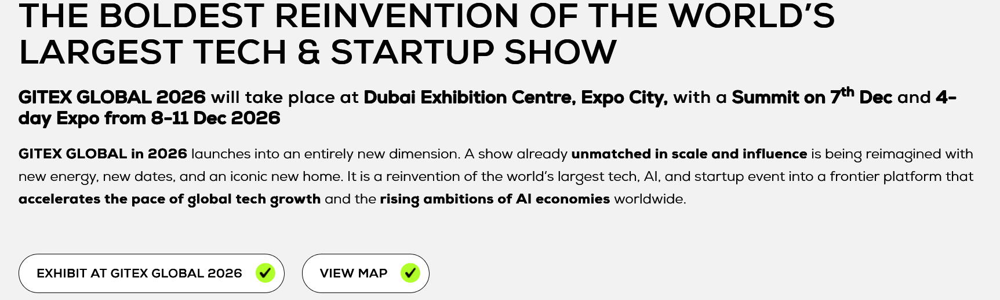 THE BOLDEST REINVENTION OF THE WORLD'S
LARGEST TECH & STARTUP SHOW
GITEX GLOBAL 2026 will take place at Dubai Exhibition Centre, Expo City, with a Summit on 7th Dec and 4-
day Expo from 8-11 Dec 2026
GITEX GLOBAL in 2026 launches into an entirely new dimension. A show already unmatched in scale and influence is being reimagined with
new energy, new dates, and an iconic new home. It is a reinvention of the world's largest tech, AI, and startup event into a frontier platform that
accelerates the pace of global tech growth and the rising ambitions of AI economies worldwide.
EXHIBIT AT GITEX GLOBAL 2026
VIEW MAP